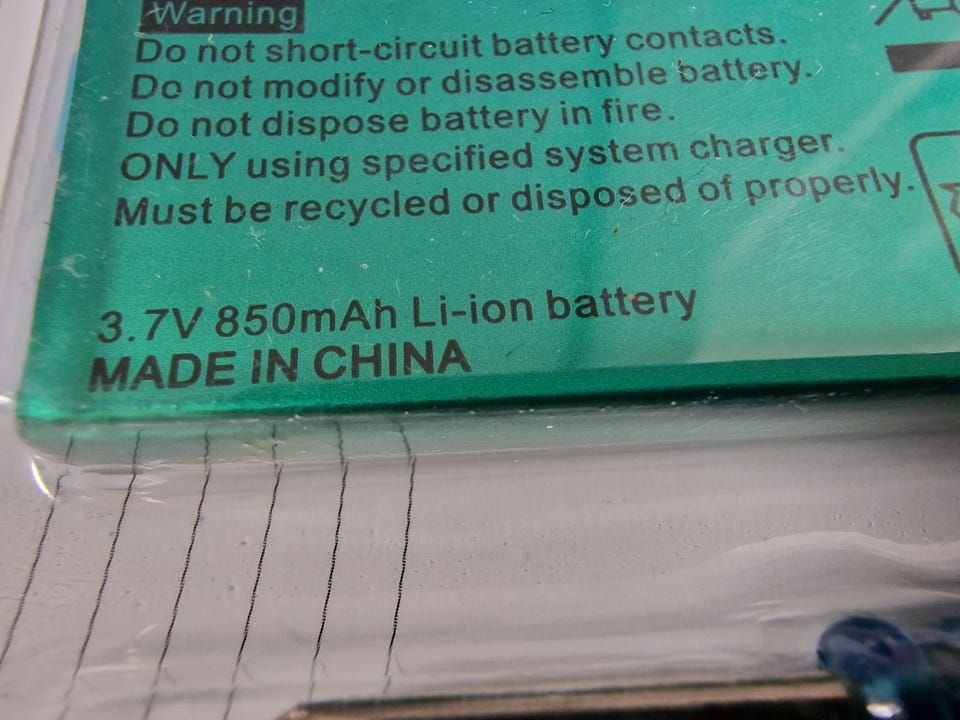 Warning
Do not short-circuit battery contacts.
Do not modify or disassemble battery.
Do not dispose battery in fire.
ONLY using specified system charger.
Must be recycled or disposed of properly.
3.7V 850mAh Li-ion battery
MADE IN CHINA